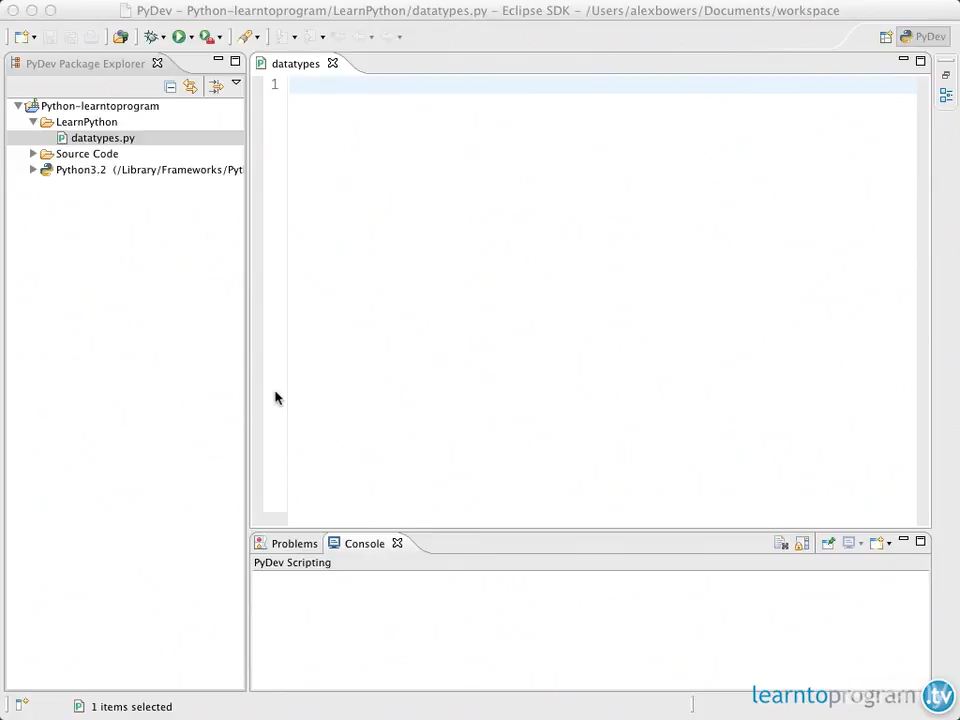 PyDev - Python-learntoprogram/LearnPython/datatypes.py - Eclipse SDK - /Users/alexbowers/Documents/workspace
PyDev
PyDev Package Explorer
datatypes
1
Python-learntoprogram
LearnPython
datatypes.py
Source Code
Python3.2 (/Library/Frameworks/Pyt
Problems
Console
PyDev Scripting
1 items selected
learntoprogram.tv